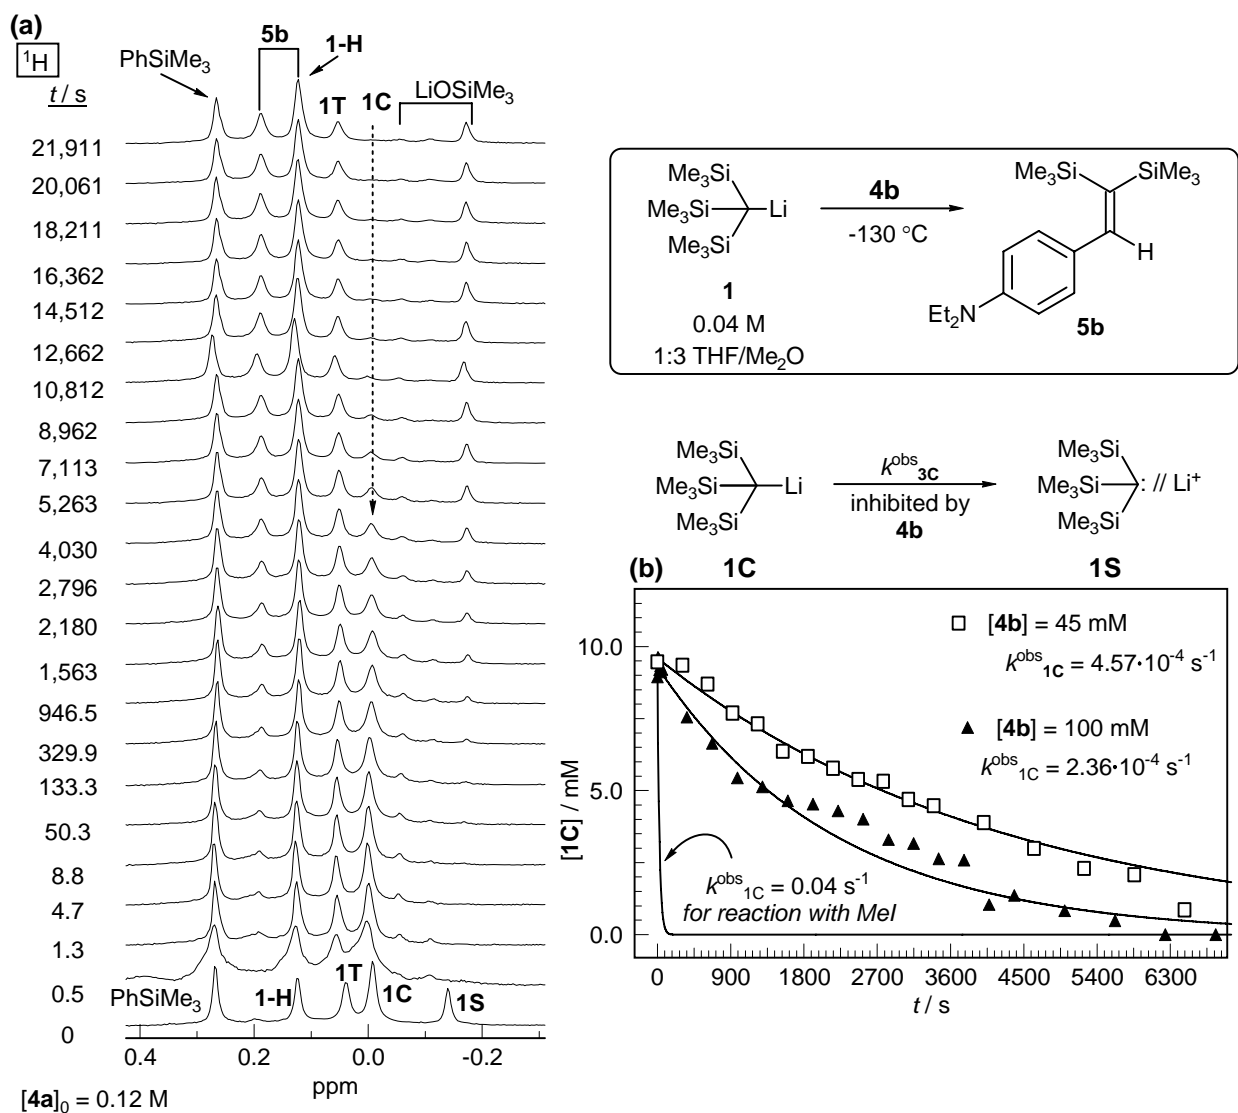 (a)
¹H
t / s
PhSiMe₃
5b
1-H
1T
1C
LiOSiMe₃
21,911
20,061
18,211
16,362
14,512
12,662
10,812
8,962
7,113
5,263
4,030
2,796
2,180
1,563
946.5
329.9
133.3
50.3
8.8
4.7
1.3
0.5
0
PhSiMe₃
1-H
1T
1C
1S
0.4
0.2
0.0
-0.2
ppm
[4a]₀ = 0.12 M
Me₃Si
Me₃Si
Li
Me₃Si
1
0.04 M
1:3 THF/Me₂O
4b
-130 °C
Me₃Si
SiMe₃
H
Et₂N
5b
Me₃Si
Me₃Si
Li
Me₃Si
1C
kᵒᵇˢ₃C
inhibited by
4b
Me₃Si
Me₃Si
C: // Li⁺
Me₃Si
1S
(b)
[4b] = 45 mM
kᵒᵇˢ₁C = 4.57·10⁻⁴ s⁻¹
[4b] = 100 mM
kᵒᵇˢ₁C = 2.36·10⁻⁴ s⁻¹
kᵒᵇˢ₁C = 0.04 s⁻¹
for reaction with MeI
[1C] / mM
10.0
5.0
0.0
0
900
1800
2700
3600
4500
5400
6300
t / s